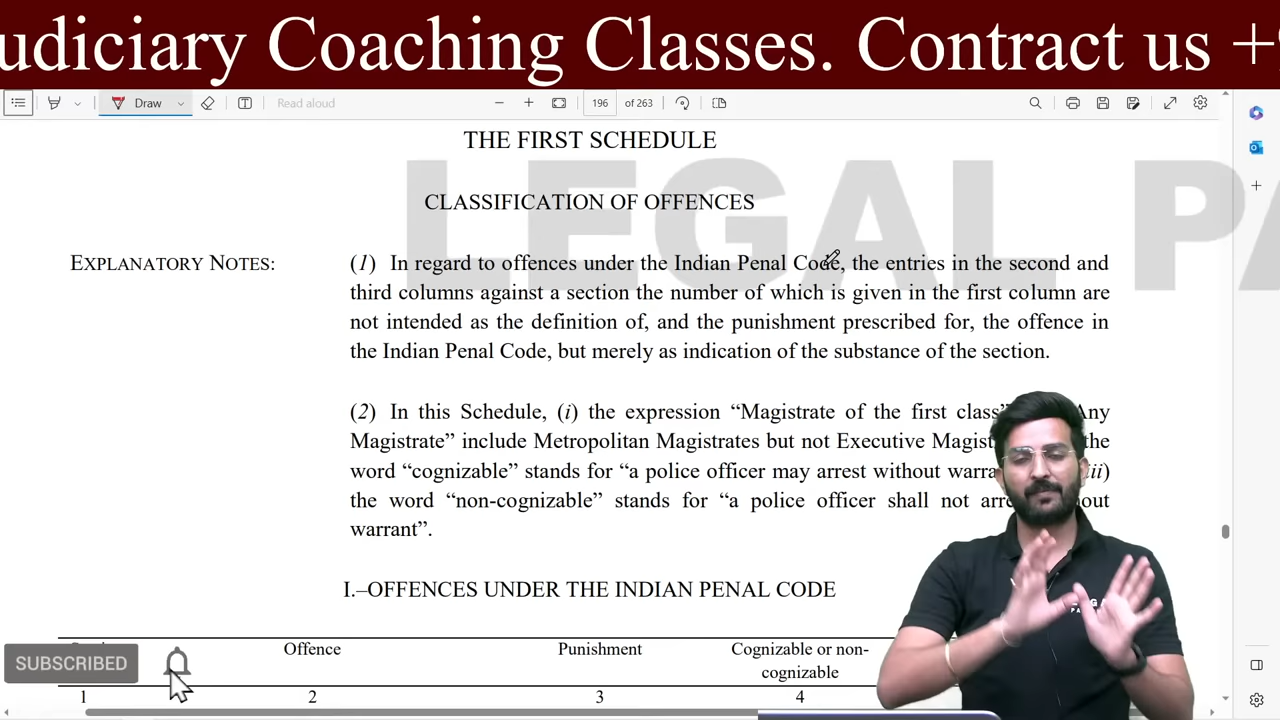 udiciary Coaching Classes. Contract us +
Draw
Read aloud
196 of 263
THE FIRST SCHEDULE
LEGAL PA
CLASSIFICATION OF OFFENCES
EXPLANATORY NOTES: (1) In regard to offences under the Indian Penal Code, the entries in the second and
third columns against a section the number of which is given in the first column are
not intended as the definition of, and the punishment prescribed for, the offence in
the Indian Penal Code, but merely as indication of the substance of the section.
(2) In this Schedule, (i) the expression “Magistrate of the first class” Any
Magistrate” include Metropolitan Magistrates but not Executive Magist the
word “cognizable” stands for “a police officer may arrest without warra iii)
the word “non-cognizable” stands for “a police officer shall not arre out
warrant”.
I.–OFFENCES UNDER THE INDIAN PENAL CODE
Offence Punishment Cognizable or non-
cognizable
1 2 3 4
SUBSCRIBED